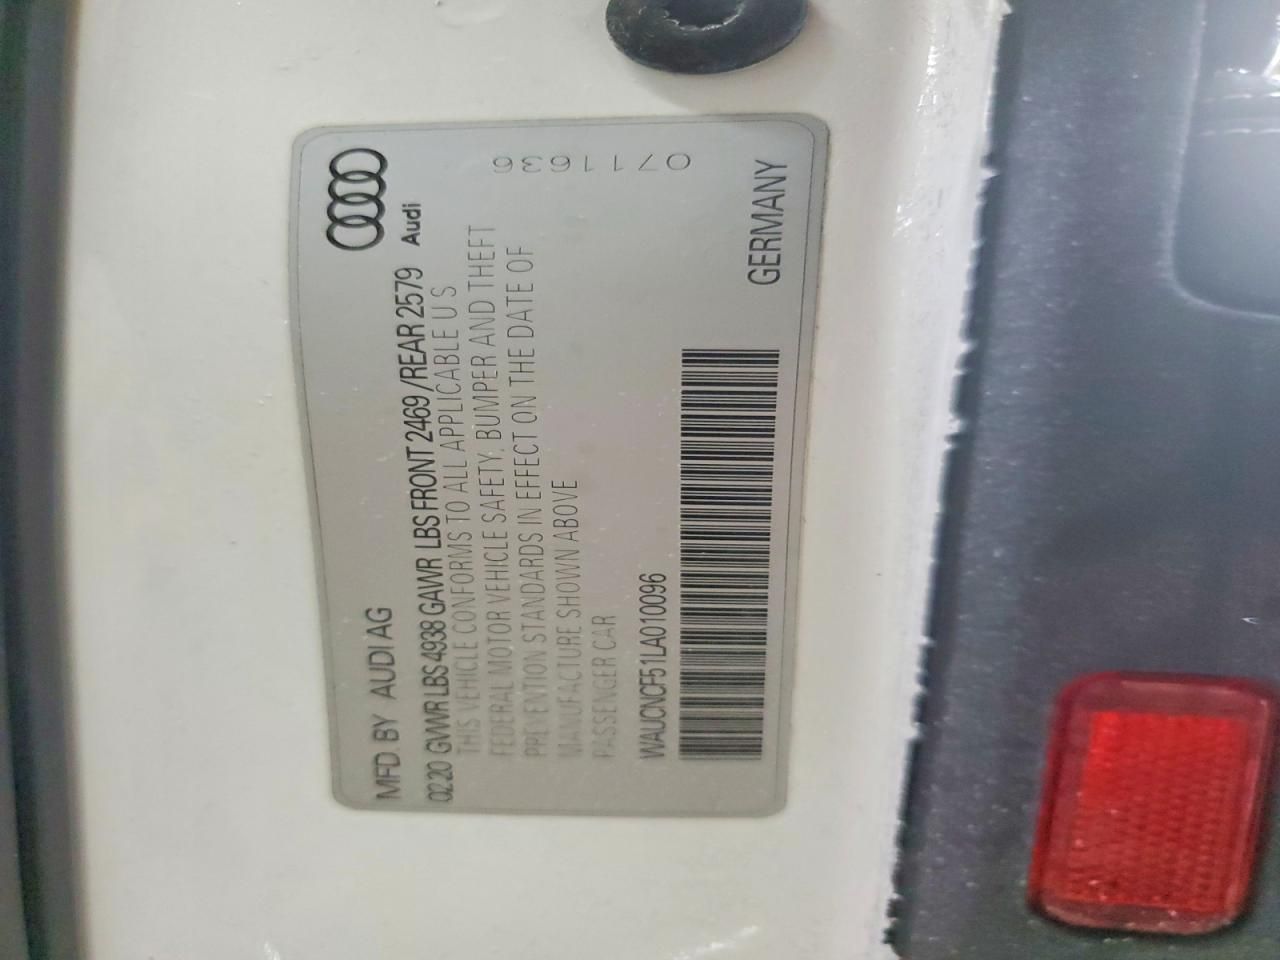 MFD. BY AUDI AG
Audi
02.20 GVWR LBS 4938 GAWR LBS FRONT 2469 / REAR 2579
THIS VEHICLE CONFORMS TO ALL APPLICABLE U S
FEDERAL MOTOR VEHICLE SAFETY, BUMPER AND THEFT
PREVENTION STANDARDS IN EFFECT ON THE DATE OF
MANUFACTURE SHOWN ABOVE
PASSENGER CAR
WAUCNCF51LA010096
GERMANY
0711636